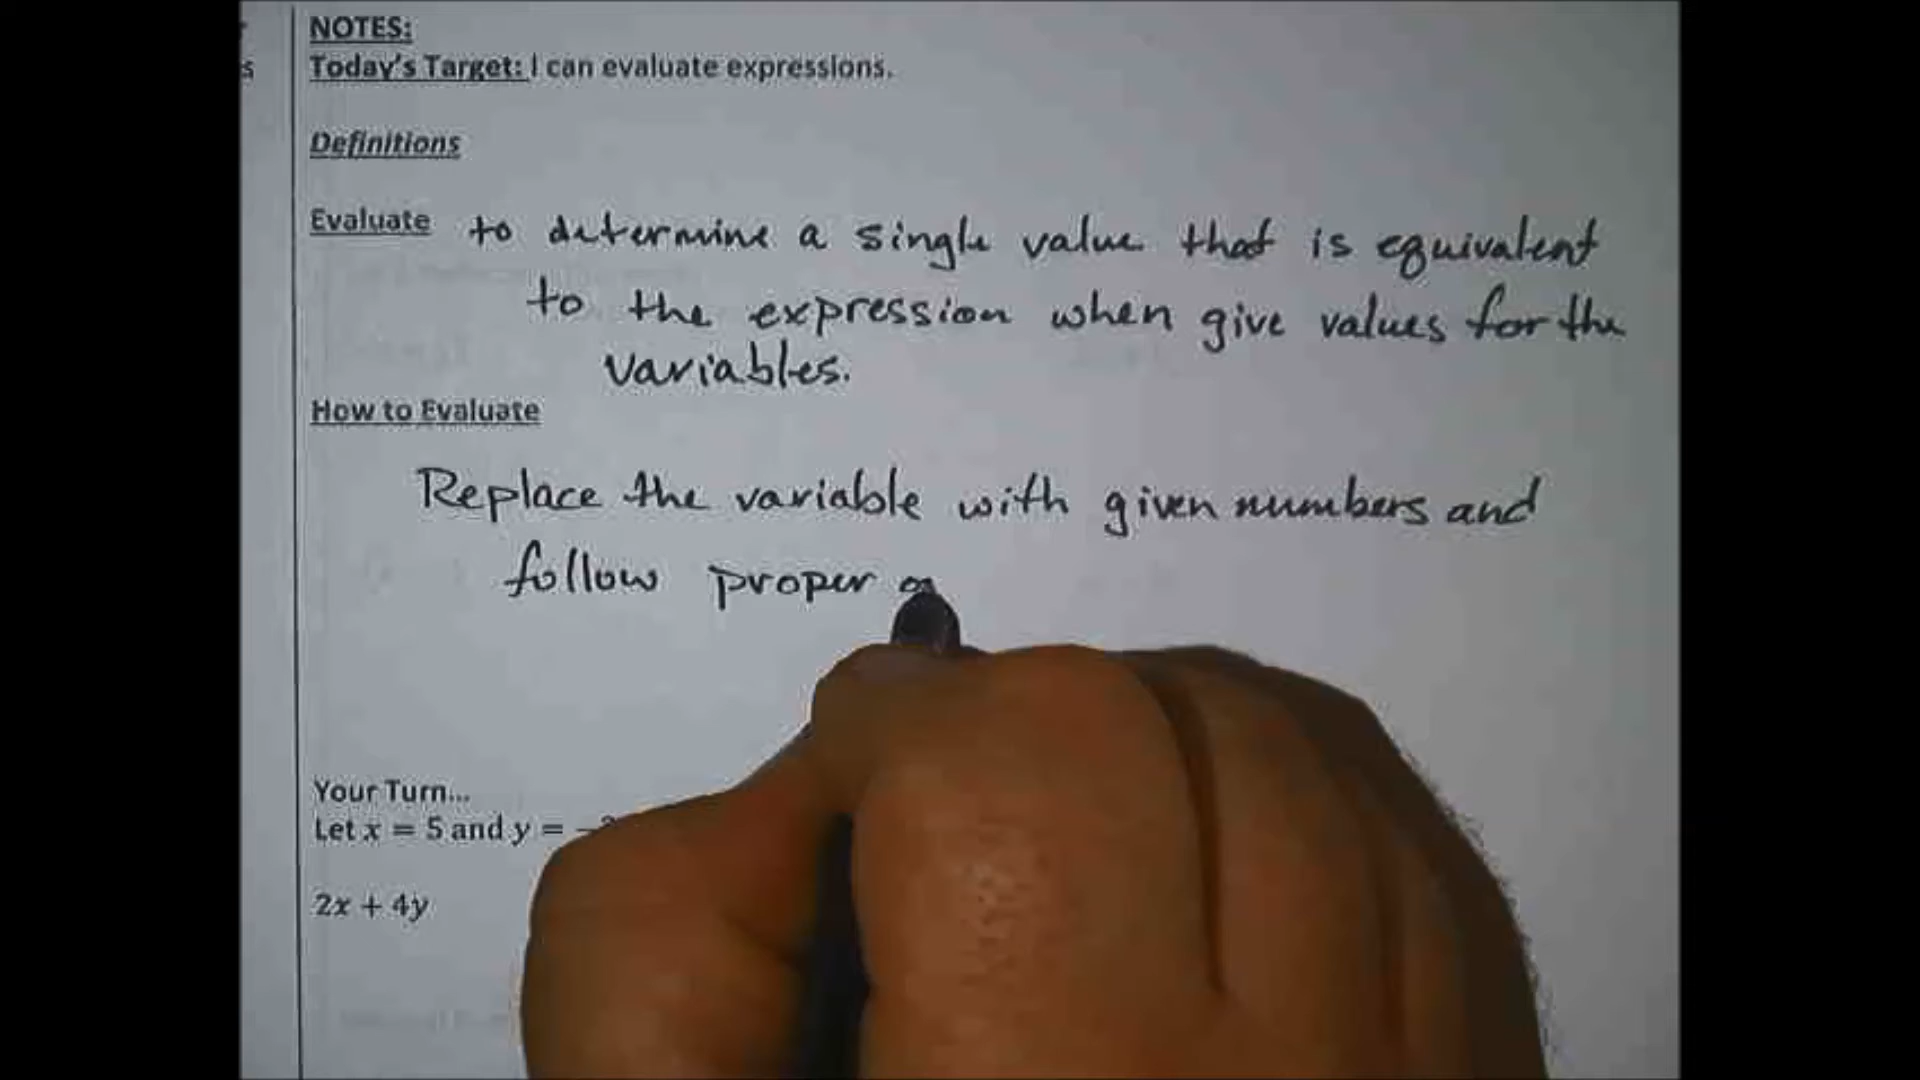 NOTES:
s Today's Target: I can evaluate expressions.
Definitions
Evaluate to determine a single value that is equivalent
to the expression when give values for the
variables.
How to Evaluate
Replace the variable with given numbers and
follow proper
Your Turn...
Let x = 5 and y =
2x + 4y